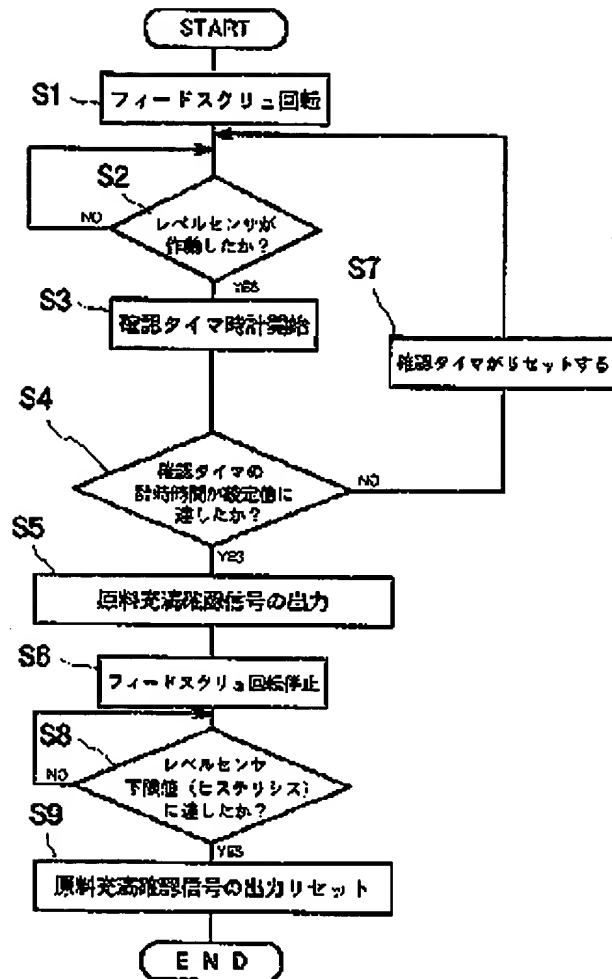 START
S1
フィードスクリュ回転
S2
レベルセンサが
作動したか?
NO
YES
S3
確認タイマ時計開始
S7
確認タイマがリセットする
S4
確認タイマの
計時時間が設定値に
達したか?
NO
YES
S5
原料充満確認信号の出力
S6
フィードスクリュ回転停止
S8
レベルセンサ
下限値(ヒステリシス)
に達したか?
NO
YES
S9
原料充満確認信号の出力リセット
END